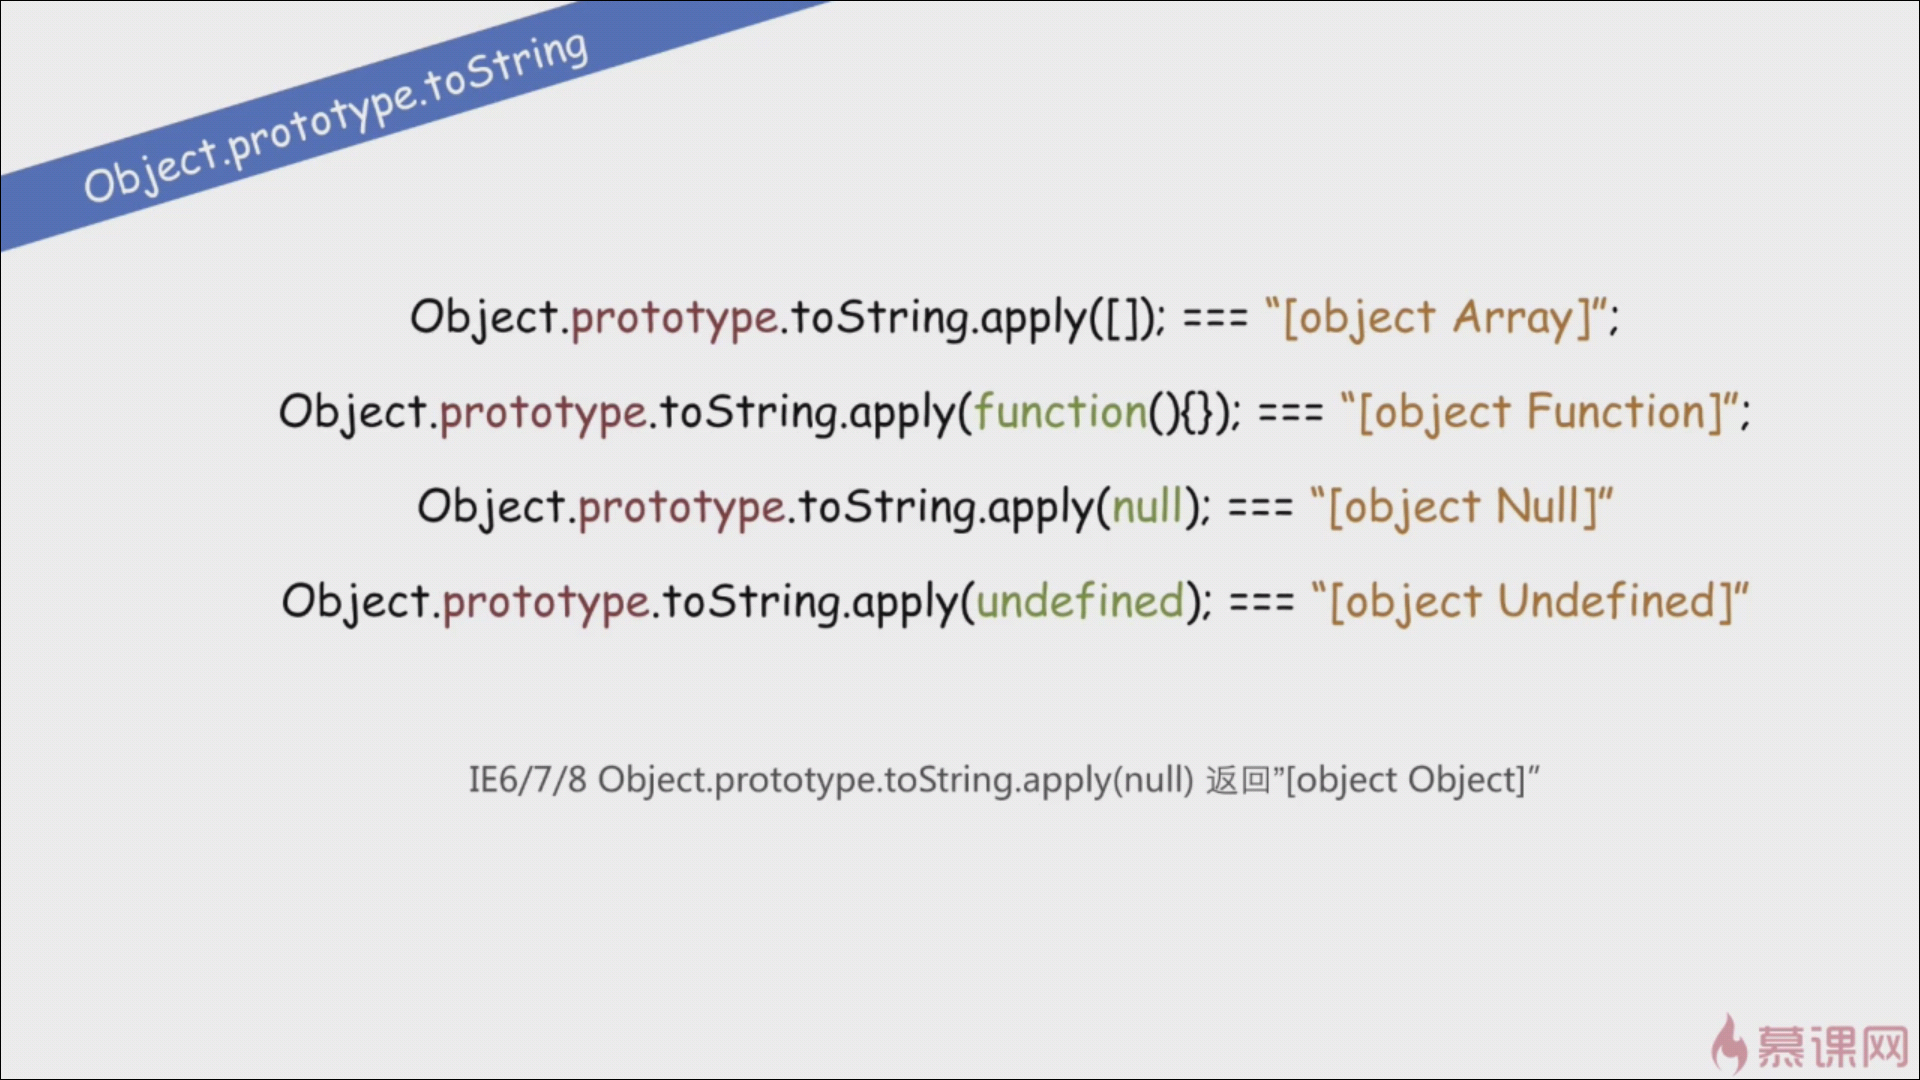 Object.prototype.toString
Object.prototype.toString.apply([]); === “[object Array]”;
Object.prototype.toString.apply(function(){}); === “[object Function]”;
Object.prototype.toString.apply(null); === “[object Null]”
Object.prototype.toString.apply(undefined); === “[object Undefined]”
IE6/7/8 Object.prototype.toString.apply(null) 返回”[object Object]”
慕课网